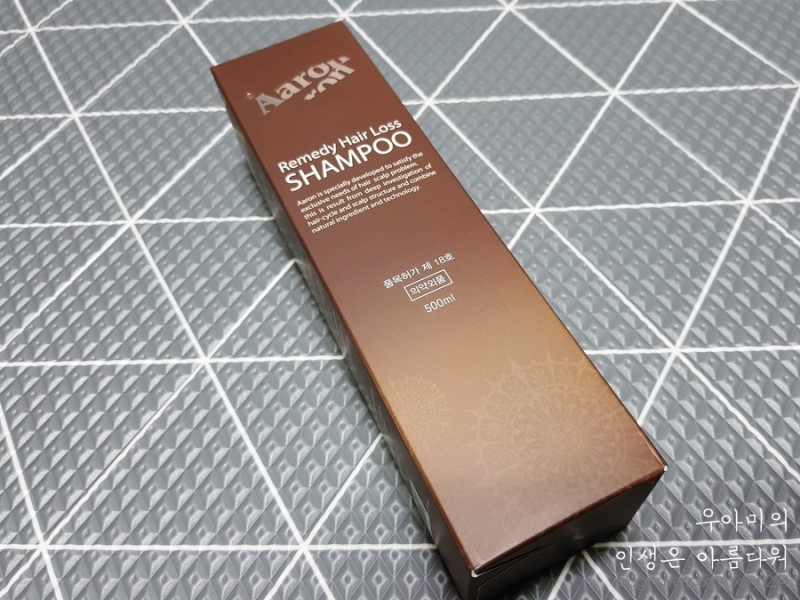 Aaron
Remedy Hair Loss
SHAMPOO
Aaron is specially developed to satisfy the
exclusive needs of hair scalp problem.
this is result from deep investigation of
hair-cycle and scalp structure and combine
natural ingredient and technology.
품목허가 제 18호
의약외품
500ml
우아미의
인생은 아름다워